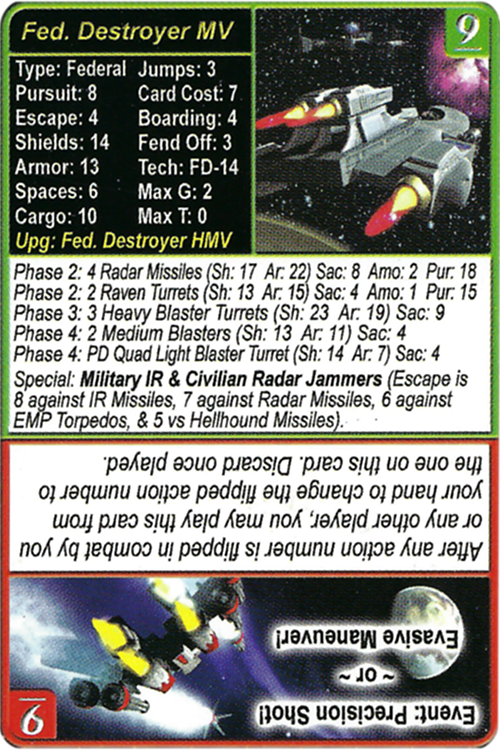 Fed. Destroyer MV
9
Type: Federal Jumps: 3
Pursuit: 8 Card Cost: 7
Escape: 4 Boarding: 4
Shields: 14 Fend Off: 3
Armor: 13 Tech: FD-14
Spaces: 6 Max G: 2
Cargo: 10 Max T: 0
Upg: Fed. Destroyer HMV
Phase 2: 4 Radar Missiles (Sh: 17 Ar: 22) Sac: 8 Amo: 2 Pur: 18
Phase 2: 2 Raven Turrets (Sh: 13 Ar: 15) Sac: 4 Amo: 1 Pur: 15
Phase 3: 3 Heavy Blaster Turrets (Sh: 23 Ar: 19) Sac: 9
Phase 4: 2 Medium Blasters (Sh: 13 Ar: 11) Sac: 4
Phase 4: PD Quad Light Blaster Turret (Sh: 14 Ar: 7) Sac: 4
Special: Military IR & Civilian Radar Jammers (Escape is
8 against IR Missiles, 7 against Radar Missiles, 6 against
EMP Torpedos, & 5 vs Hellhound Missiles).
Event: Precision Shot!
~ or ~
Evasive Maneuver!
9
After any action number is flipped in combat by you
or any other player, you may play this card from
your hand to change the flipped action number to
the one on this card. Discard once played.